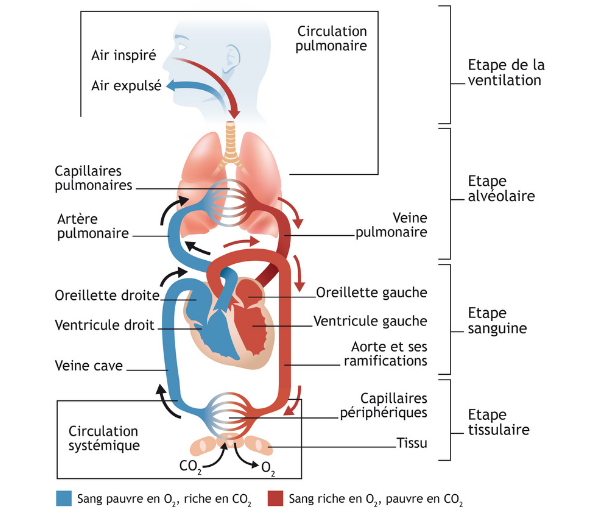 Circulation
pulmonaire
Air inspiré
Air expulsé
Etape de la
ventilation
Capillaires
pulmonaires
Etape
alvéolaire
Artère
pulmonaire
Veine
pulmonaire
Oreillette droite
Oreillette gauche
Ventricule droit
Ventricule gauche
Etape
sanguine
Aorte et ses
ramifications
Veine cave
Capillaires
périphériques
Etape
tissulaire
Circulation
systémique
Tissu
CO₂
O₂
Sang pauvre en O₂, riche en CO₂
Sang riche en O₂, pauvre en CO₂